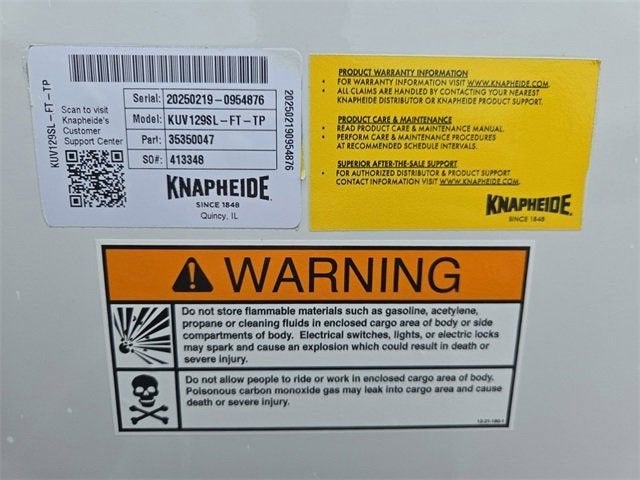 KUV129SL-FT-TP
Scan to visit
Knapheide's
Customer
Support Center
Serial: 20250219-0954876
Model: KUV129SL-FT-TP
Part: 35350047
SO#: 413348
202502190954876
KNAPHEIDE
SINCE 1848
Quincy, IL
PRODUCT WARRANTY INFORMATION
• FOR WARRANTY INFORMATION VISIT WWW.KNAPHEIDE.COM.
• ALL CLAIMS ARE HANDLED BY CONTACTING YOUR NEAREST
KNAPHEIDE DISTRIBUTOR OR KNAPHEIDE PRODUCT SUPPORT.
PRODUCT CARE & MAINTENANCE
• READ PRODUCT CARE & MAINTENANCE MANUAL.
• PERFORM CARE & MAINTENANCE PROCEDURES
AT RECOMMENDED SCHEDULE INTERVALS.
SUPERIOR AFTER-THE-SALE SUPPORT
• FOR AUTHORIZED DISTRIBUTOR & PRODUCT SUPPORT
CONTACT INFORMATION VISIT WWW.KNAPHEIDE.COM.
KNAPHEIDE
SINCE 1848
WARNING
Do not store flammable materials such as gasoline, acetylene,
propane or cleaning fluids in enclosed cargo area of body or side
compartments of body. Electrical switches, lights, or electric locks
may spark and cause an explosion which could result in death or
severe injury.
Do not allow people to ride or work in enclosed cargo area of body.
Poisonous carbon monoxide gas may leak into cargo area and cause
death or severe injury.